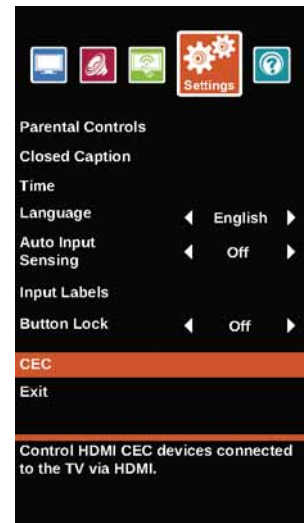 Settings
Parental Controls
Closed Caption
Time
Language English
Auto Input
Sensing Off
Input Labels
Button Lock Off
CEC
Exit
Control HDMI CEC devices connected
to the TV via HDMI.